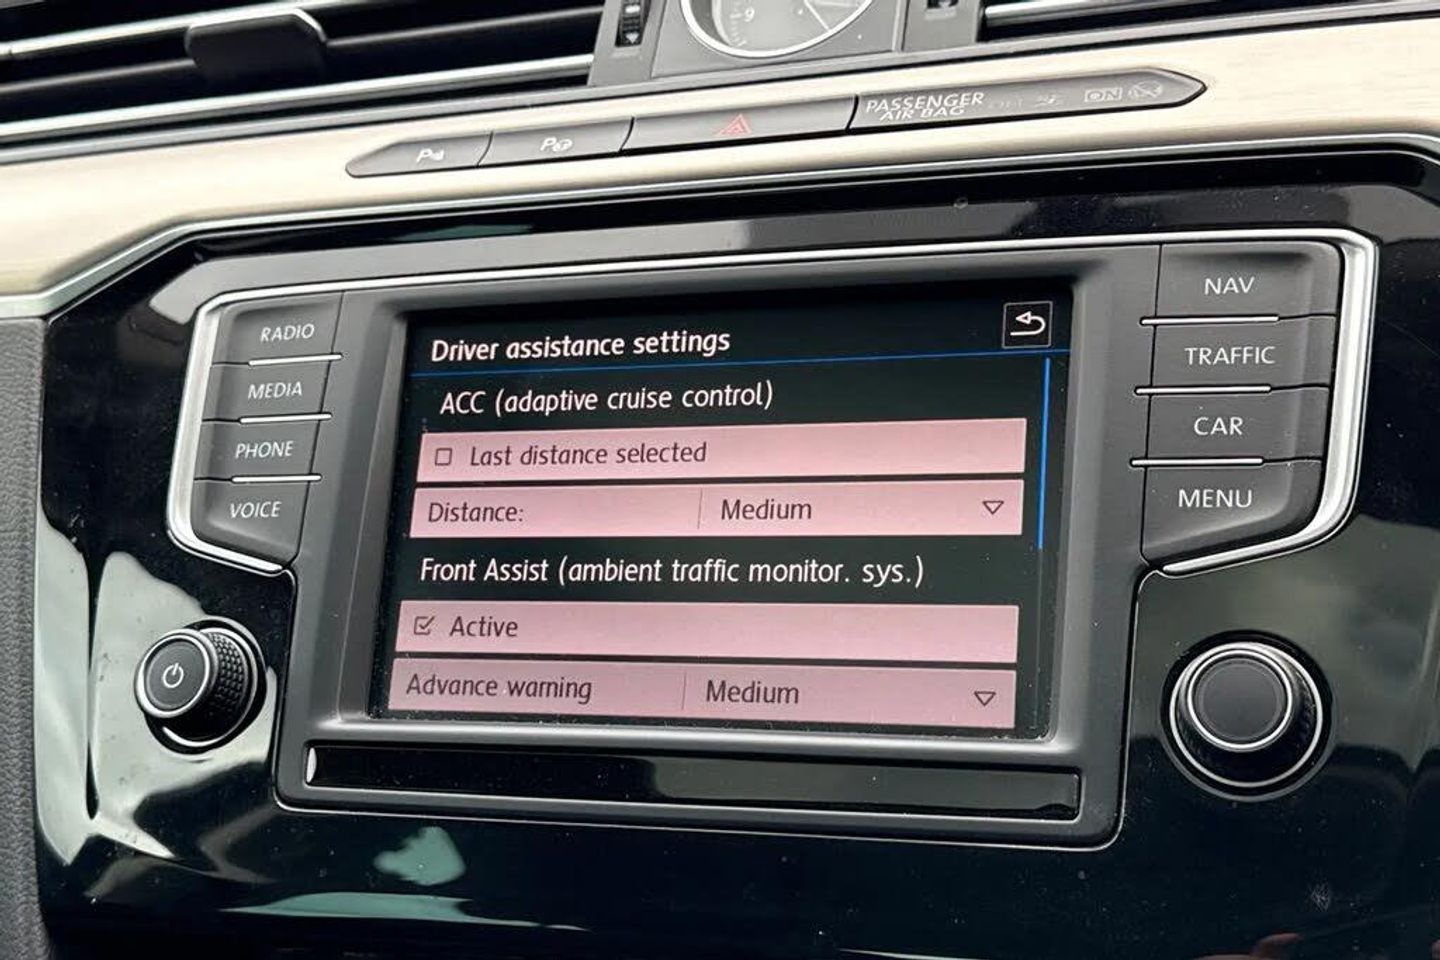 9
P
P
PASSENGER
AIR BAG
ON
RADIO
MEDIA
PHONE
VOICE
Driver assistance settings
ACC (adaptive cruise control)
Last distance selected
Distance: Medium
Front Assist (ambient traffic monitor. sys.)
Active
Advance warning Medium
NAV
TRAFFIC
CAR
MENU